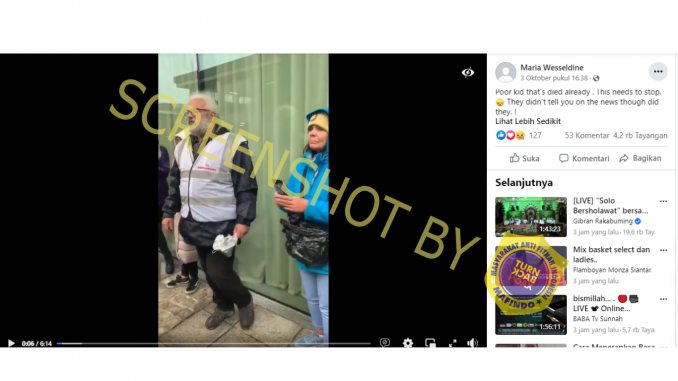 Maria Wesseldine
3 Oktober pukul 16.38 ·
Poor kid that's died already . This needs to stop.
They didn't tell you on the news though did
they. !
Lihat Lebih Sedikit
127
53 Komentar 4,2 rb Tayangan
Suka Komentari Bagikan
SCREENSHOT BY
Selanjutnya
[LIVE] "Solo
Bersholawat" bersa...
Gibran Rakabuming
3 jam yang lalu · 19,6 rb Tay
1:43:23
Mix basket select dan
ladies..
Flamboyan Monza Siantar
3 jam yang lalu
MASYARAKAT ANTI FITNAH INDONESIA
TURN
BACK
MAFINDO
bismillah... .
LIVE Online...
BABA Tv Sunnah
3 jam yang lalu · 5,7 rb Taya
1:56:11
0:06 / 6:14
Cara Menerapkan Rasa